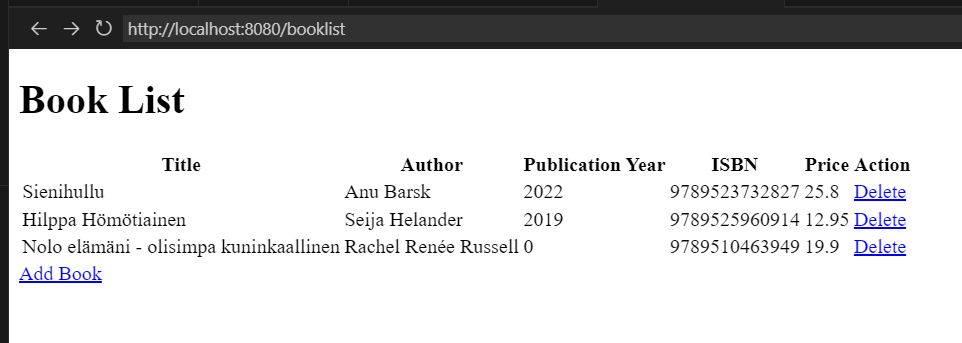 http://localhost:8080/booklist
Book List
Title Author Publication Year ISBN Price Action
Sienihullu Anu Barsk 2022 9789523732827 25.8 Delete
Hilppa Hömötiainen Seija Helander 2019 9789525960914 12.95 Delete
Nolo elämäni - olisimpa kuninkaallinen Rachel Renée Russell 0 9789510463949 19.9 Delete
Add Book